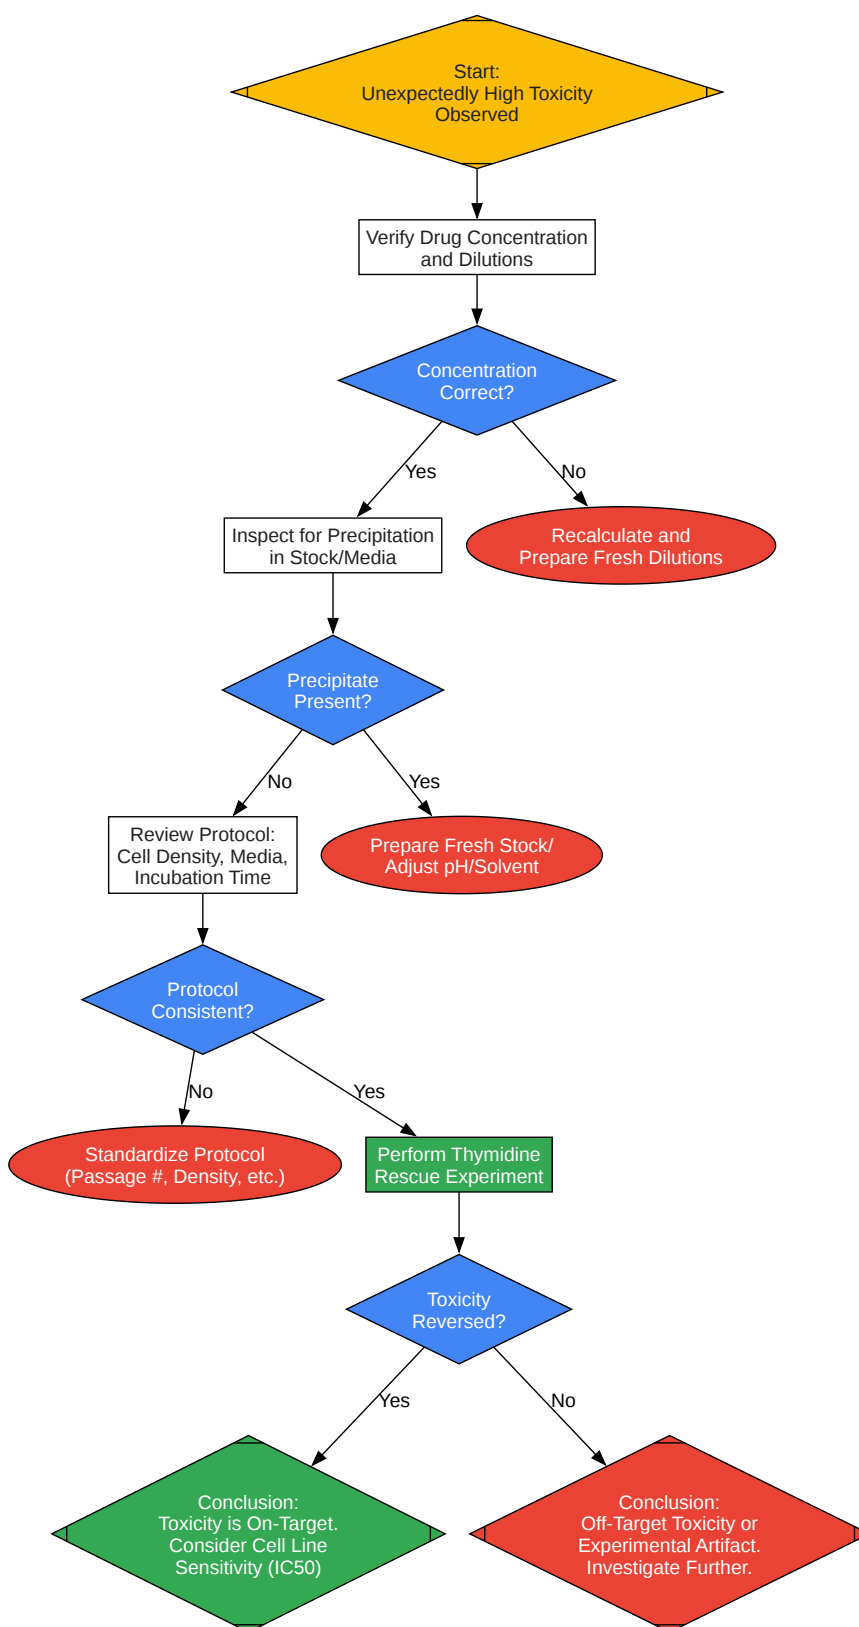 Start:
Unexpectedly High Toxicity
Observed
Verify Drug Concentration
and Dilutions
Concentration
Correct?
Yes
No
Inspect for Precipitation
in Stock/Media
Recalculate and
Prepare Fresh Dilutions
Precipitate
Present?
No
Yes
Review Protocol:
Cell Density, Media,
Incubation Time
Prepare Fresh Stock/
Adjust pH/Solvent
Protocol
Consistent?
No
Yes
Standardize Protocol
(Passage #, Density, etc.)
Perform Thymidine
Rescue Experiment
Toxicity
Reversed?
Yes
No
Conclusion:
Toxicity is On-Target.
Consider Cell Line
Sensitivity (IC50)
Conclusion:
Off-Target Toxicity or
Experimental Artifact.
Investigate Further.